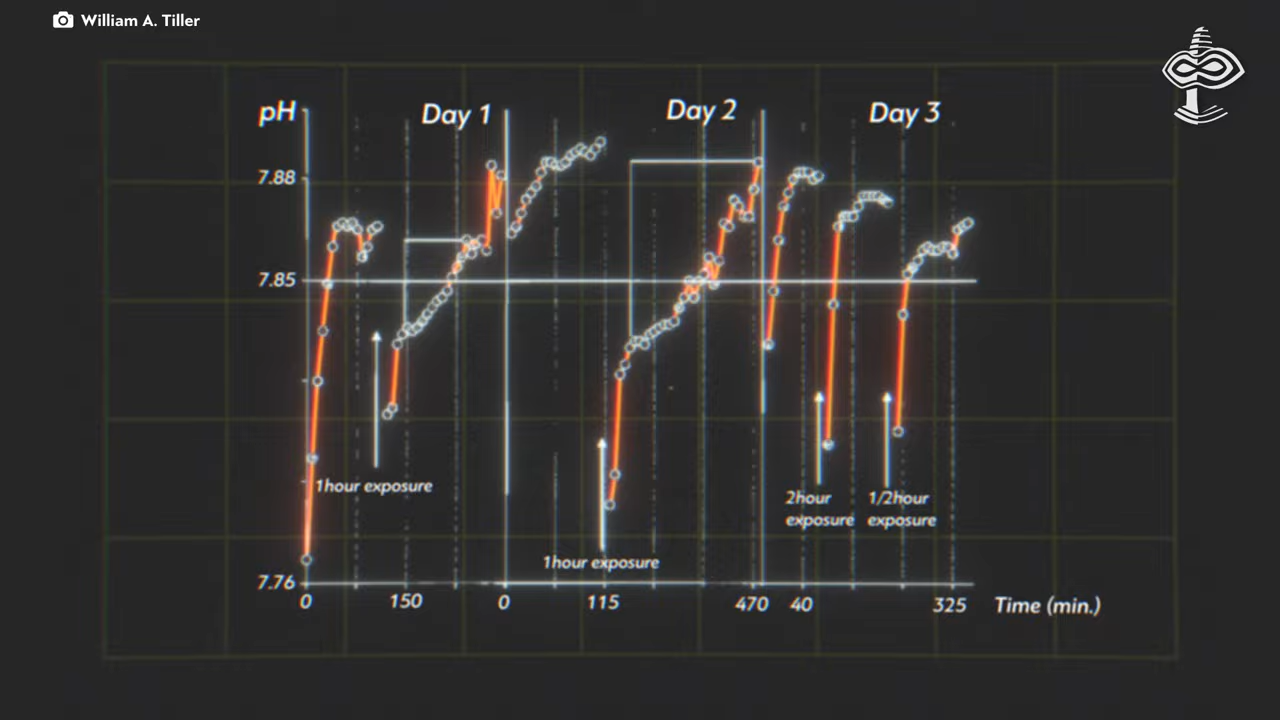 William A. Tiller
pH
Day 1
Day 2
Day 3
7.88
7.85
1hour exposure
2hour
exposure
1/2hour
exposure
1hour exposure
7.76
0
150
0
115
470
40
325
Time (min.)